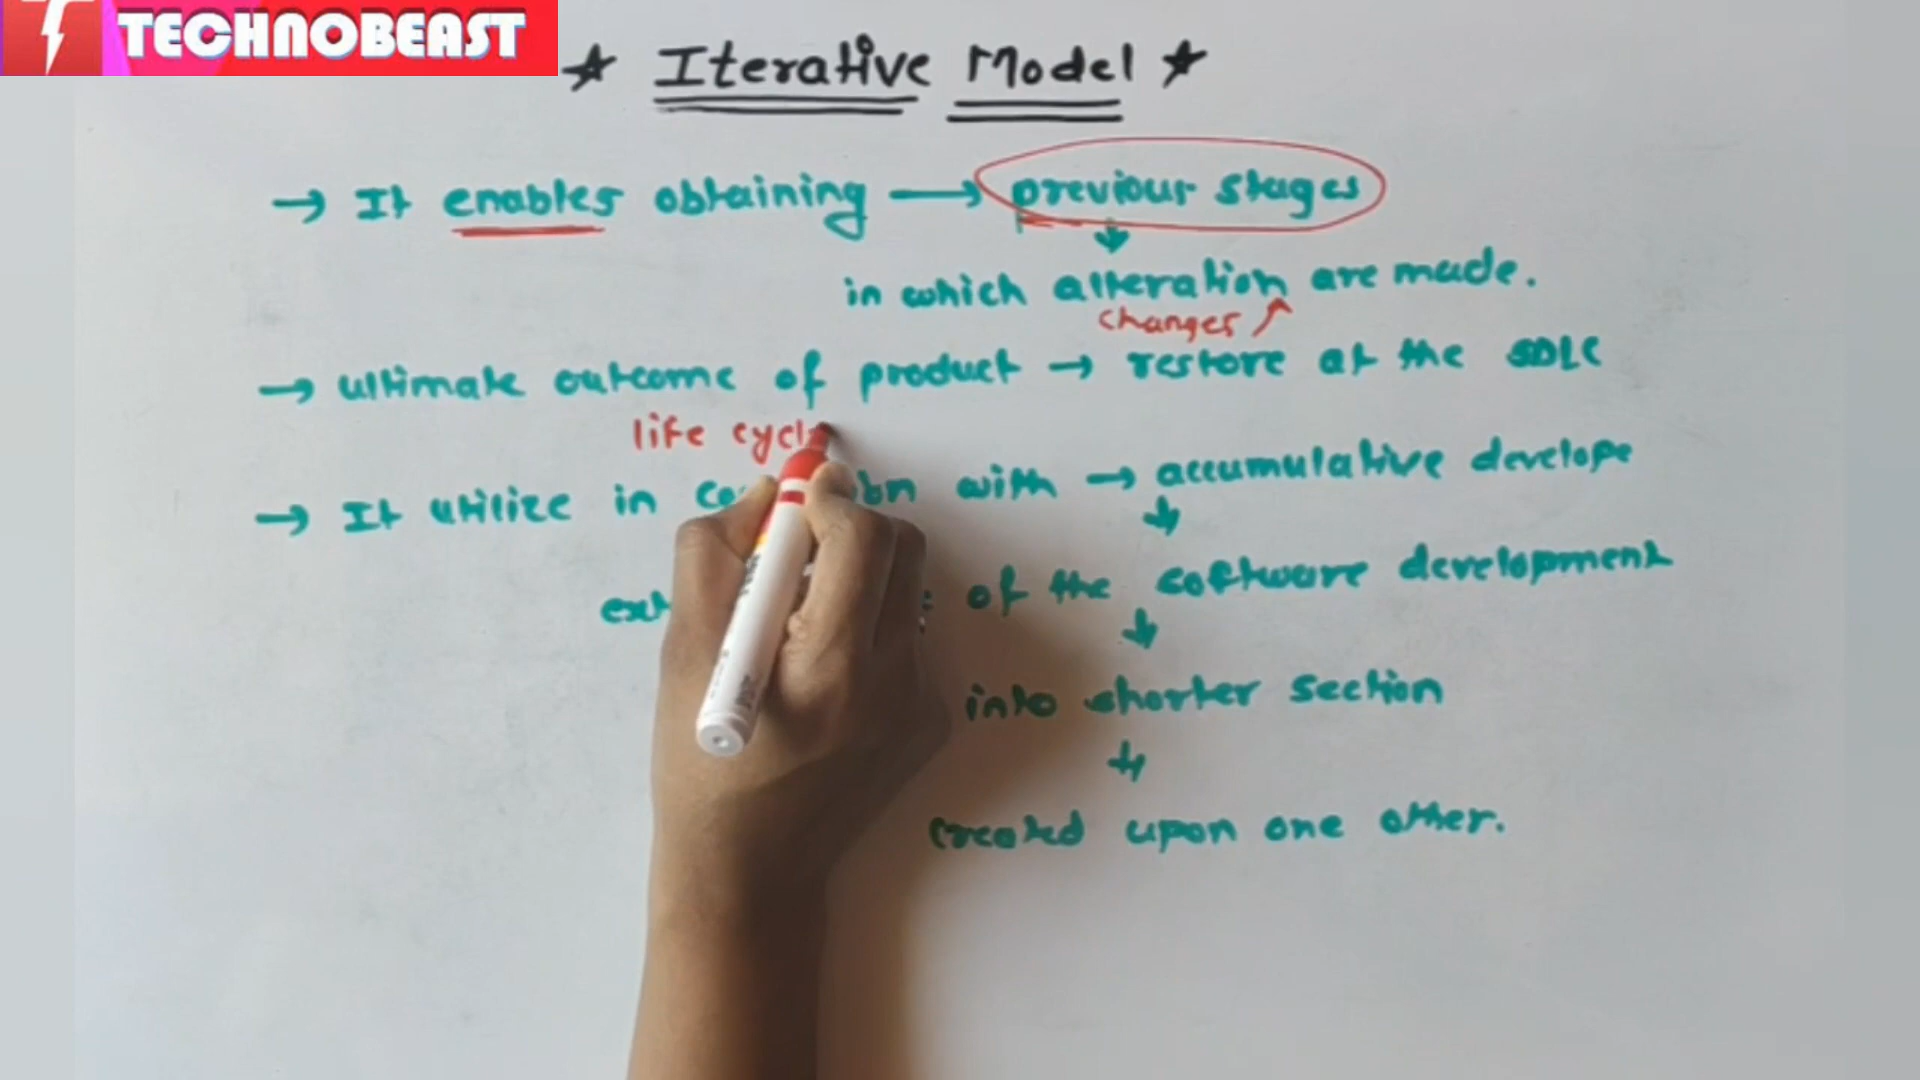 TECHNOBEAST
★ Iterative Model ★
→ It enables obtaining → previous stages
↓
in which alteration are made.
changes
→ ultimate outcome of product → restore at the SDLC
life cycle
→ It utilize in with → accumulative develope
↓
of the software development
↓
into shorter section
↓
created upon one other.